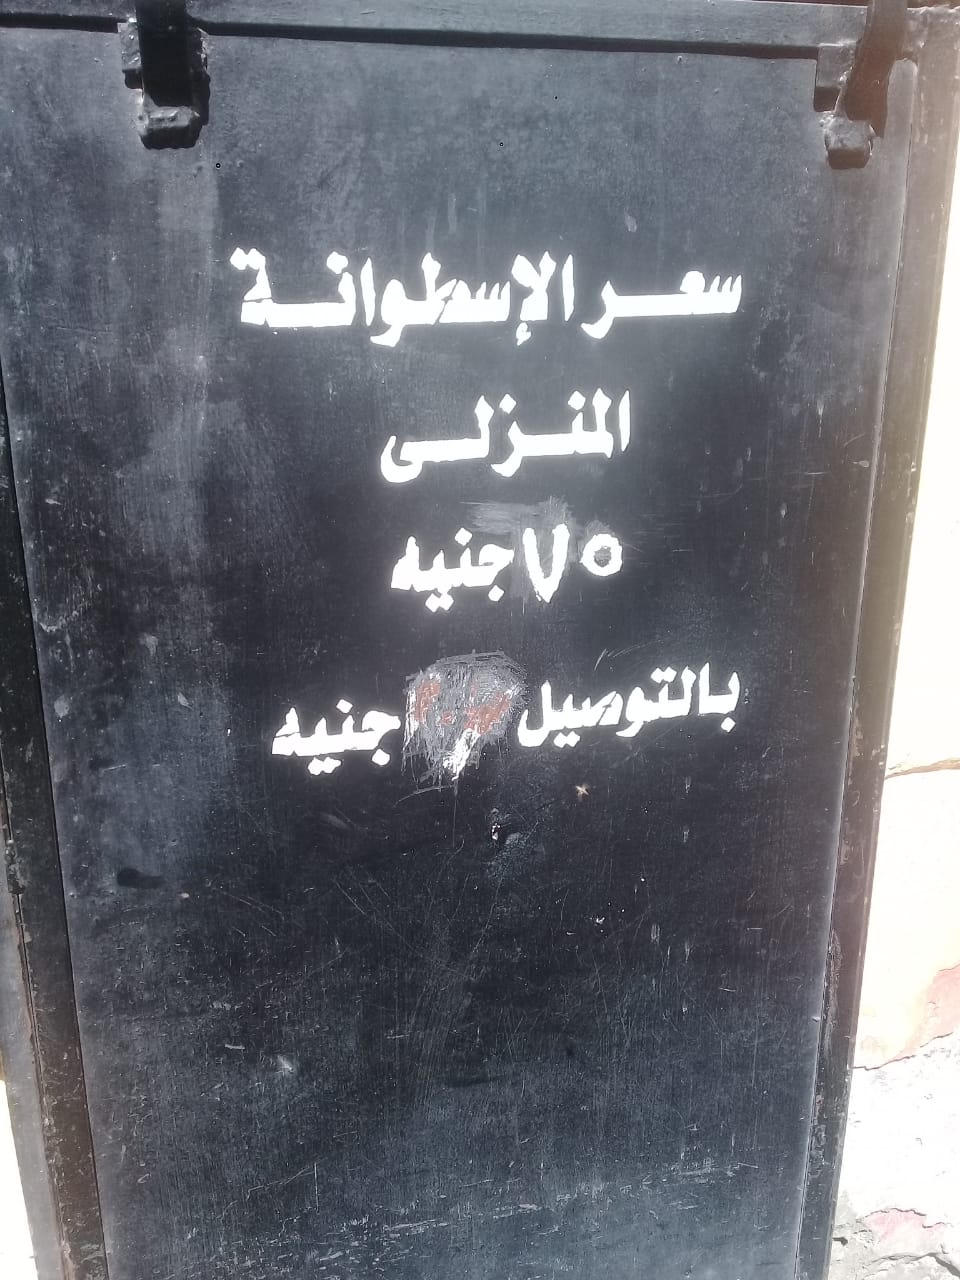 سعر الإسطوانة
المنزلى
٧٥ جنيه
بالتوصيل جنيه